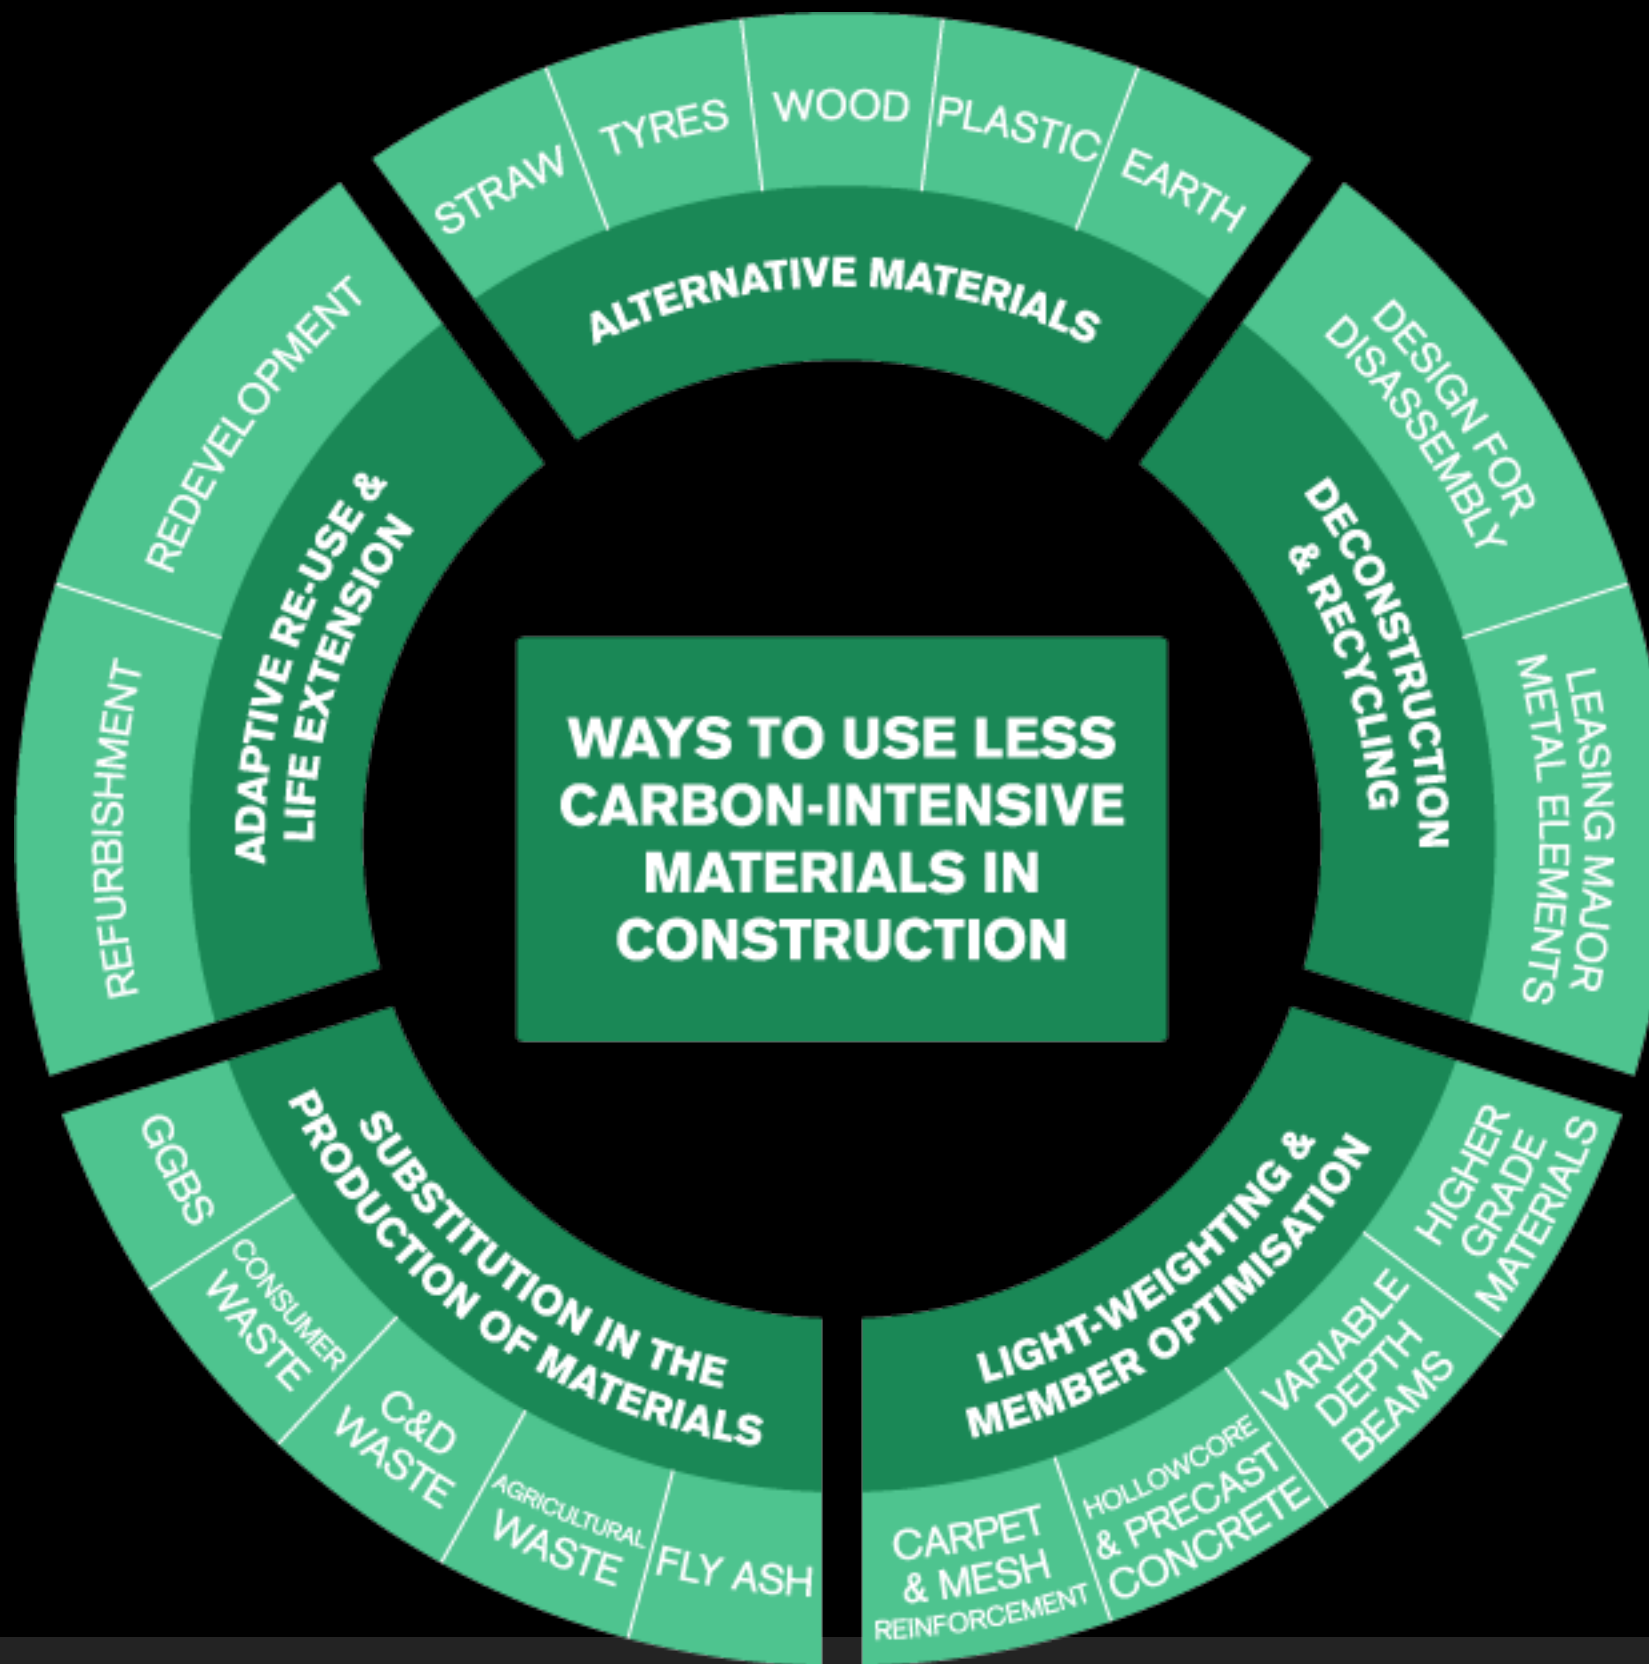 WAYS TO USE LESS
CARBON-INTENSIVE
MATERIALS IN
CONSTRUCTION
ALTERNATIVE MATERIALS
STRAW
TYRES
WOOD
PLASTIC
EARTH
DECONSTRUCTION
& RECYCLING
DESIGN FOR
DISASSEMBLY
LEASING MAJOR
METAL ELEMENTS
LIGHT-WEIGHTING &
MEMBER OPTIMISATION
HIGHER
GRADE
MATERIALS
VARIABLE
DEPTH
BEAMS
HOLLOWCORE
& PRECAST
CONCRETE
CARPET
& MESH
REINFORCEMENT
SUBSTITUTION IN THE
PRODUCTION OF MATERIALS
FLY ASH
AGRICULTURAL
WASTE
C&D
WASTE
CONSUMER
WASTE
GGBS
ADAPTIVE RE-USE &
LIFE EXTENSION
REFURBISHMENT
REDEVELOPMENT